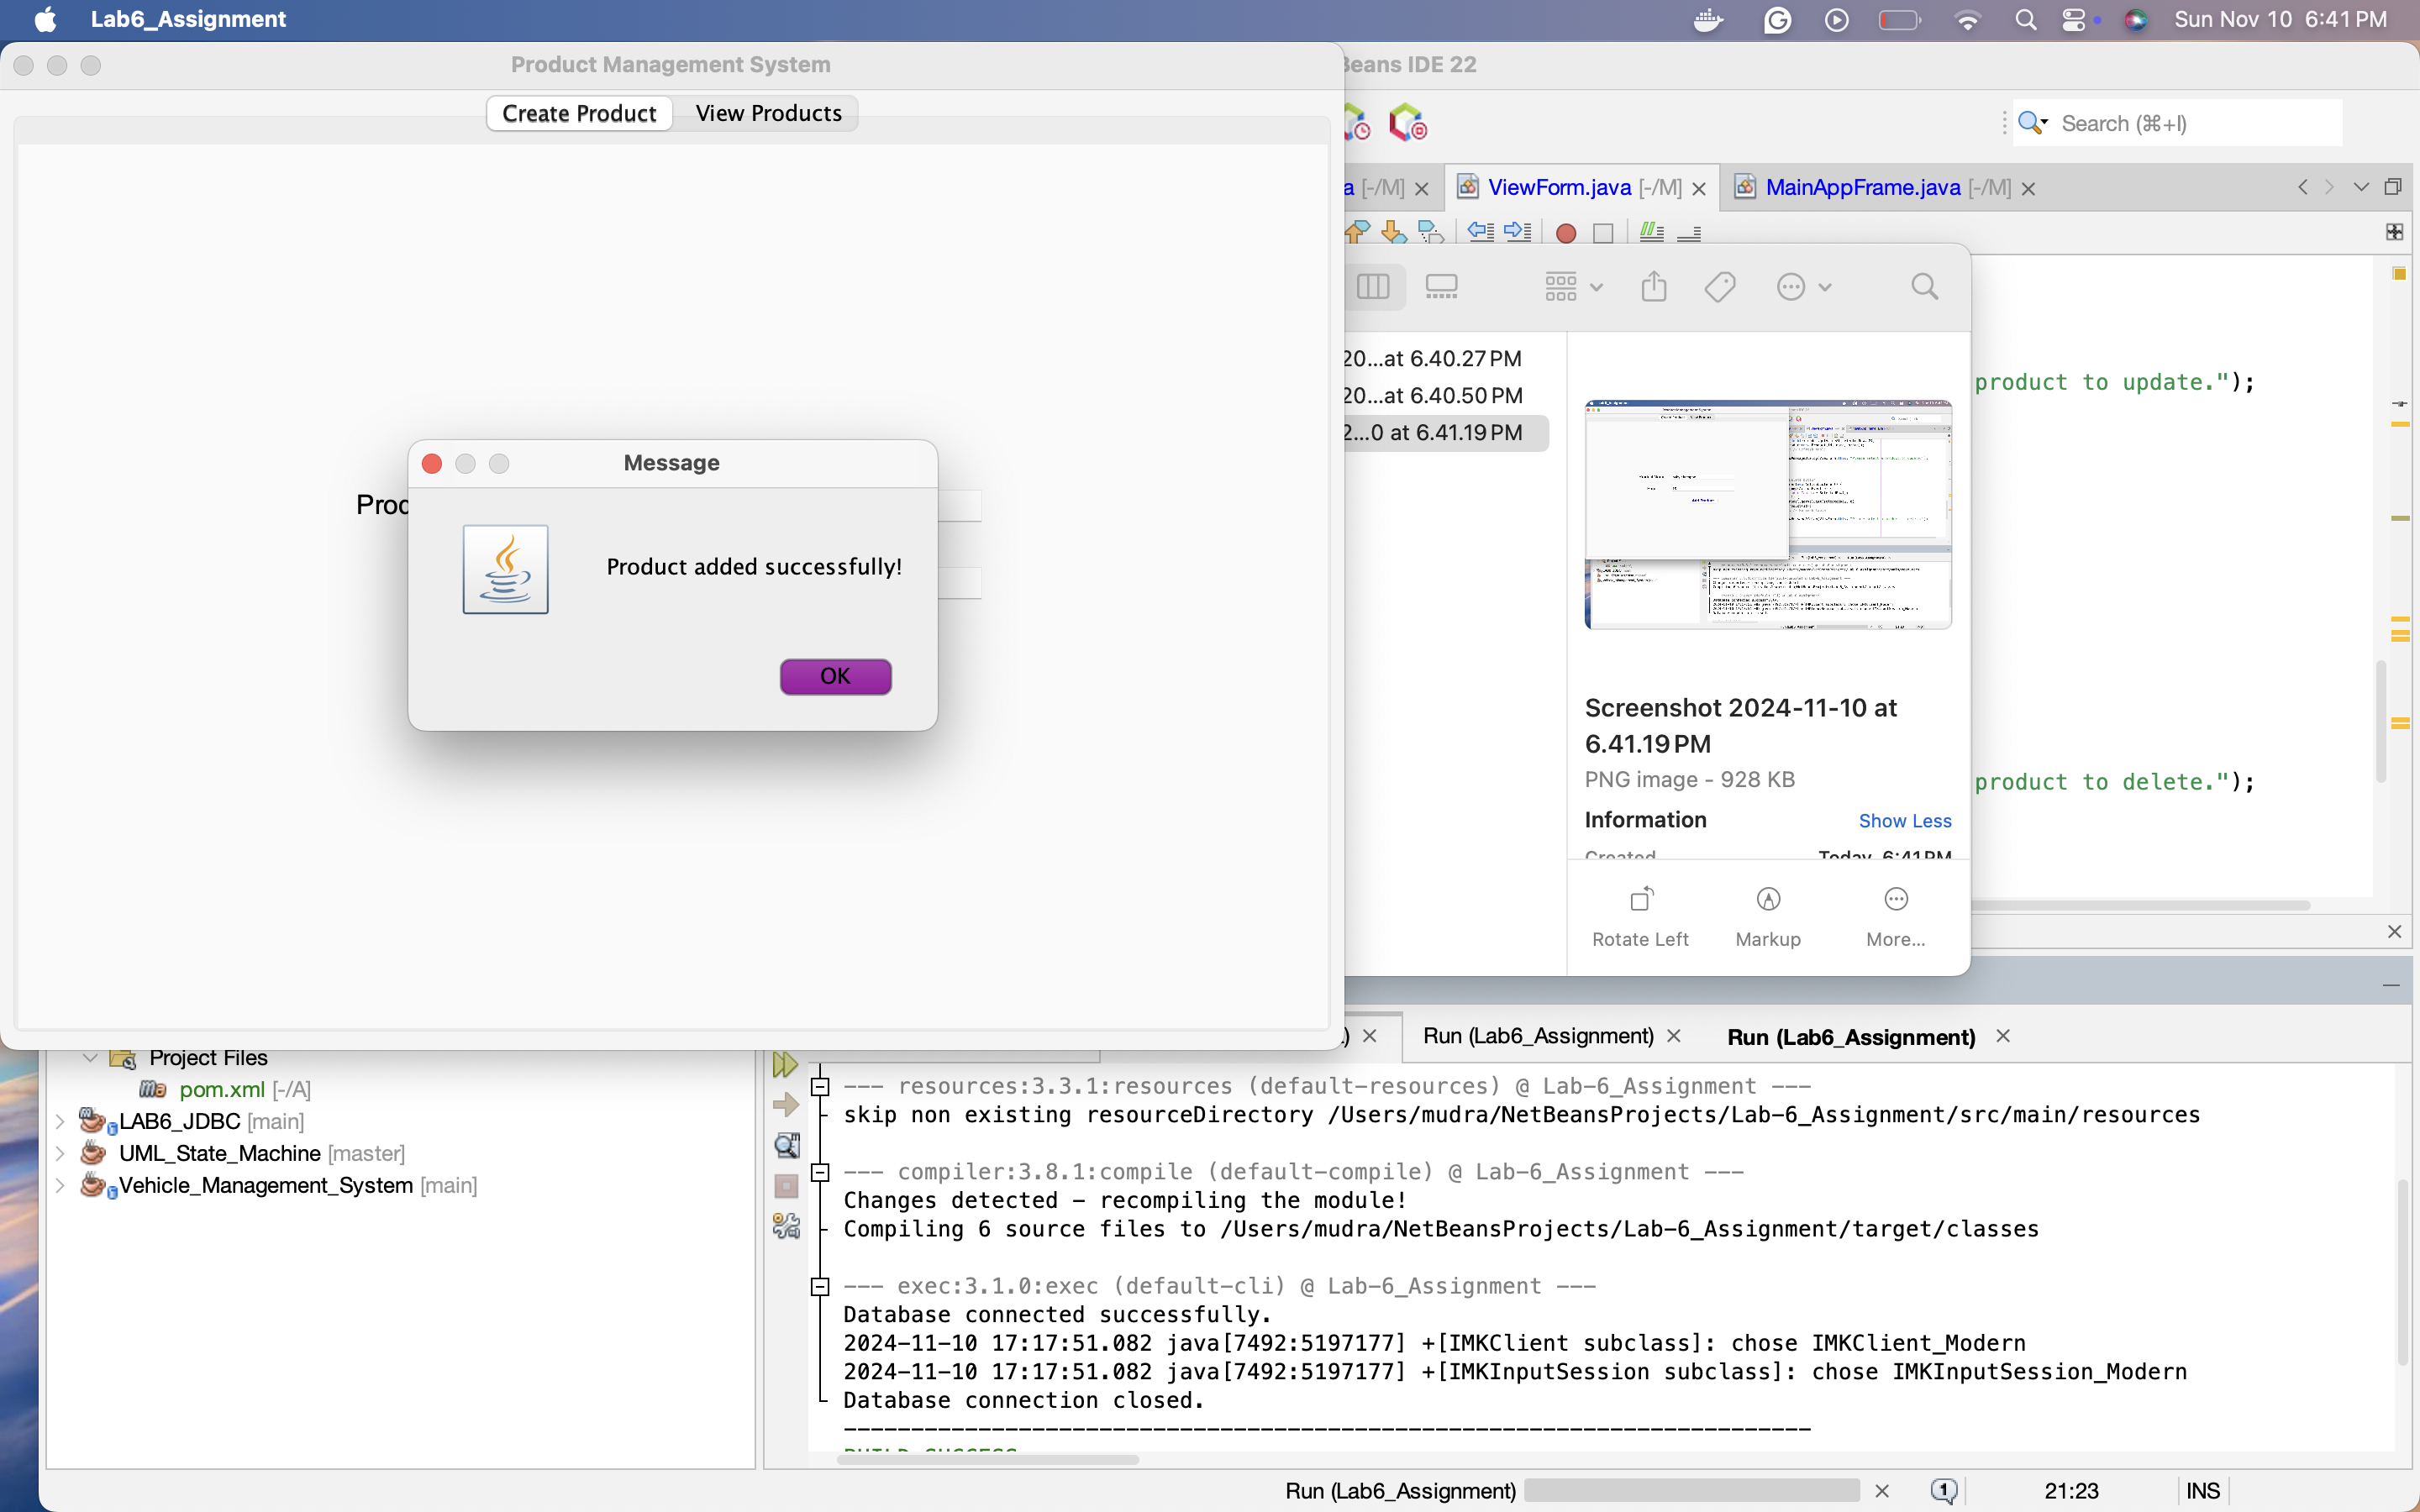 Lab6_Assignment
Sun Nov 10 6:41 PM
Product Management System
Beans IDE 22
Create Product
View Products
Search (⌘+I)
a [-/M]
ViewForm.java [-/M]
MainAppFrame.java [-/M]
20...at 6.40.27 PM
20...at 6.40.50 PM
2...0 at 6.41.19 PM
product to update.");
Message
Proc
Product added successfully!
OK
Screenshot 2024-11-10 at
6.41.19 PM
PNG image - 928 KB
Information
Show Less
Created
Today, 6:41 PM
product to delete.");
Rotate Left
Markup
More...
)
Run (Lab6_Assignment)
Run (Lab6_Assignment)
Project Files
pom.xml [-/A]
LAB6_JDBC [main]
UML_State_Machine [master]
Vehicle_Management_System [main]
--- resources:3.3.1:resources (default-resources) @ Lab-6_Assignment ---
skip non existing resourceDirectory /Users/mudra/NetBeansProjects/Lab-6_Assignment/src/main/resources
--- compiler:3.8.1:compile (default-compile) @ Lab-6_Assignment ---
Changes detected - recompiling the module!
Compiling 6 source files to /Users/mudra/NetBeansProjects/Lab-6_Assignment/target/classes
--- exec:3.1.0:exec (default-cli) @ Lab-6_Assignment ---
Database connected successfully.
2024-11-10 17:17:51.082 java[7492:5197177] +[IMKClient subclass]: chose IMKClient_Modern
2024-11-10 17:17:51.082 java[7492:5197177] +[IMKInputSession subclass]: chose IMKInputSession_Modern
Database connection closed.
------------------------------------------------------------------------
BUILD SUCCESS
Run (Lab6_Assignment)
1
21:23
INS